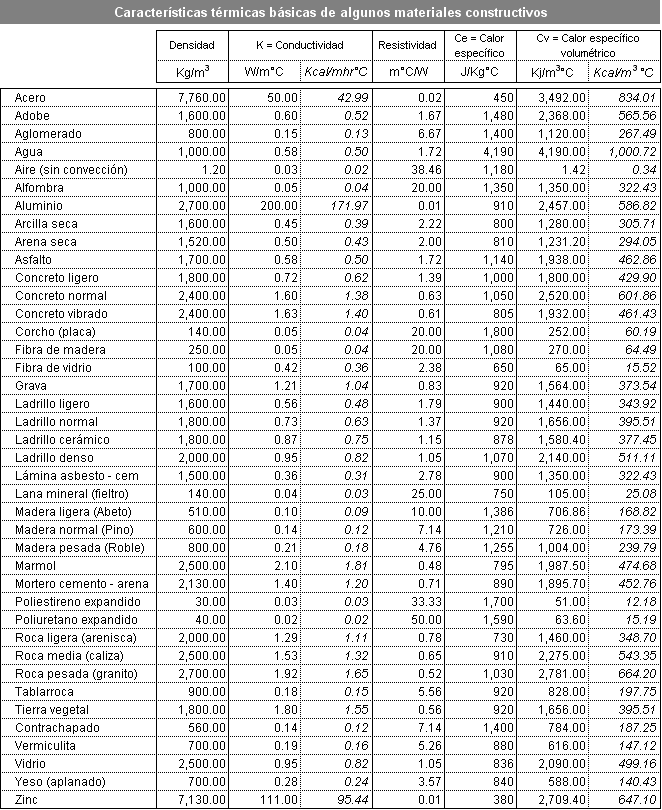 Características térmicas básicas de algunos materiales constructivos
Densidad K = Conductividad Resistividad Ce = Calor específico Cv = Calor específico volumétrico
Kg/m³ W/m°C Kcal/mhr°C m°C/W J/Kg°C Kj/m³°C Kcal/m³ °C
Acero 7,760.00 50.00 42.99 0.02 450 3,492.00 834.01
Adobe 1,600.00 0.60 0.52 1.67 1,480 2,368.00 565.56
Aglomerado 800.00 0.15 0.13 6.67 1,400 1,120.00 267.49
Agua 1,000.00 0.58 0.50 1.72 4,190 4,190.00 1,000.72
Aire (sin convección) 1.20 0.03 0.02 38.46 1,180 1.42 0.34
Alfombra 1,000.00 0.05 0.04 20.00 1,350 1,350.00 322.43
Aluminio 2,700.00 200.00 171.97 0.01 910 2,457.00 586.82
Arcilla seca 1,600.00 0.45 0.39 2.22 800 1,280.00 305.71
Arena seca 1,520.00 0.50 0.43 2.00 810 1,231.20 294.05
Asfalto 1,700.00 0.58 0.50 1.72 1,140 1,938.00 462.86
Concreto ligero 1,800.00 0.72 0.62 1.39 1,000 1,800.00 429.90
Concreto normal 2,400.00 1.60 1.38 0.63 1,050 2,520.00 601.86
Concreto vibrado 2,400.00 1.63 1.40 0.61 805 1,932.00 461.43
Corcho (placa) 140.00 0.05 0.04 20.00 1,800 252.00 60.19
Fibra de madera 250.00 0.05 0.04 20.00 1,080 270.00 64.49
Fibra de vidrio 100.00 0.42 0.36 2.38 650 65.00 15.52
Grava 1,700.00 1.21 1.04 0.83 920 1,564.00 373.54
Ladrillo ligero 1,600.00 0.56 0.48 1.79 900 1,440.00 343.92
Ladrillo normal 1,800.00 0.73 0.63 1.37 920 1,656.00 395.51
Ladrillo cerámico 1,800.00 0.87 0.75 1.15 878 1,580.40 377.45
Ladrillo denso 2,000.00 0.95 0.82 1.05 1,070 2,140.00 511.11
Lámina asbesto - cem 1,500.00 0.36 0.31 2.78 900 1,350.00 322.43
Lana mineral (fieltro) 140.00 0.04 0.03 25.00 750 105.00 25.08
Madera ligera (Abeto) 510.00 0.10 0.09 10.00 1,386 706.86 168.82
Madera normal (Pino) 600.00 0.14 0.12 7.14 1,210 726.00 173.39
Madera pesada (Roble) 800.00 0.21 0.18 4.76 1,255 1,004.00 239.79
Marmol 2,500.00 2.10 1.81 0.48 795 1,987.50 474.68
Mortero cemento - arena 2,130.00 1.40 1.20 0.71 890 1,895.70 452.76
Poliestireno expandido 30.00 0.03 0.03 33.33 1,700 51.00 12.18
Poliuretano expandido 40.00 0.02 0.02 50.00 1,590 63.60 15.19
Roca ligera (arenisca) 2,000.00 1.29 1.11 0.78 730 1,460.00 348.70
Roca media (caliza) 2,500.00 1.53 1.32 0.65 910 2,275.00 543.35
Roca pesada (granito) 2,700.00 1.92 1.65 0.52 1,030 2,781.00 664.20
Tablarroca 900.00 0.18 0.15 5.56 920 828.00 197.75
Tierra vegetal 1,800.00 1.80 1.55 0.56 920 1,656.00 395.51
Contrachapado 560.00 0.14 0.12 7.14 1,400 784.00 187.25
Vermiculita 700.00 0.19 0.16 5.26 880 616.00 147.12
Vidrio 2,500.00 0.95 0.82 1.05 836 2,090.00 499.16
Yeso (aplanado) 700.00 0.28 0.24 3.57 840 588.00 140.43
Zinc 7,130.00 111.00 95.44 0.01 380 2,709.40 647.10